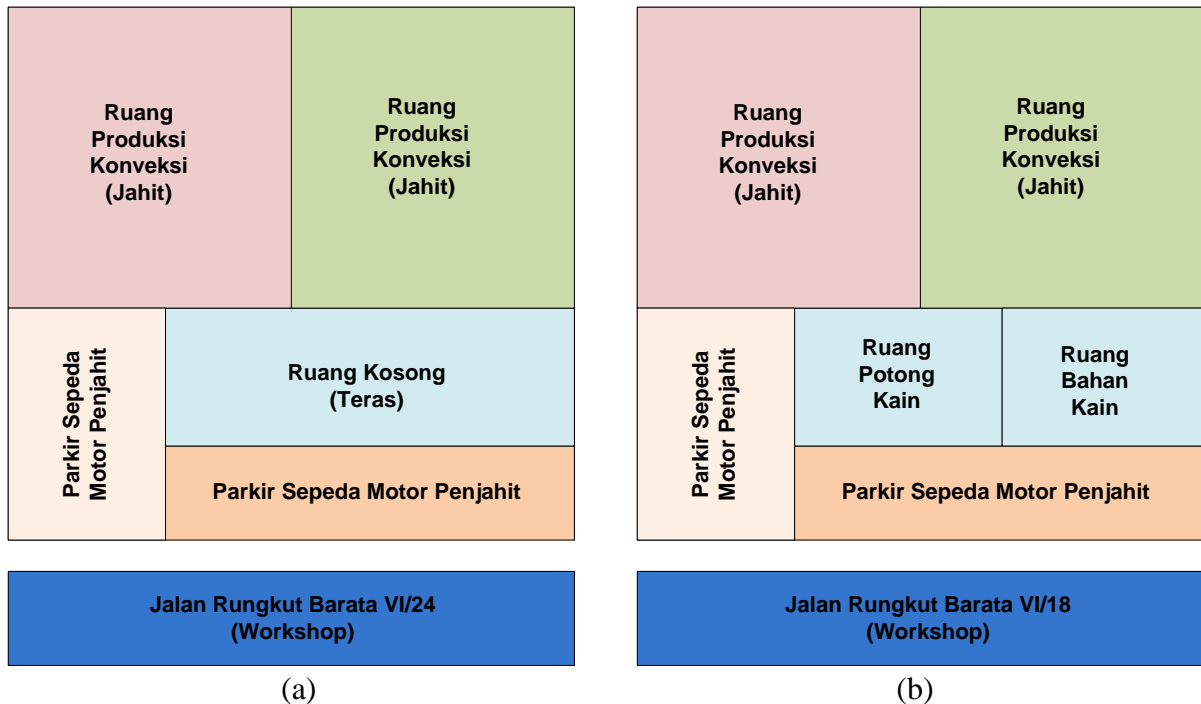 Ruang
Produksi
Konveksi
(Jahit)
Ruang
Produksi
Konveksi
(Jahit)
Parkir Sepeda
Motor Penjahit
Ruang Kosong
(Teras)
Parkir Sepeda Motor Penjahit
Jalan Rungkut Barata VI/24
(Workshop)
(a)
Ruang
Produksi
Konveksi
(Jahit)
Ruang
Produksi
Konveksi
(Jahit)
Parkir Sepeda
Motor Penjahit
Ruang
Potong
Kain
Ruang
Bahan
Kain
Parkir Sepeda Motor Penjahit
Jalan Rungkut Barata VI/18
(Workshop)
(b)